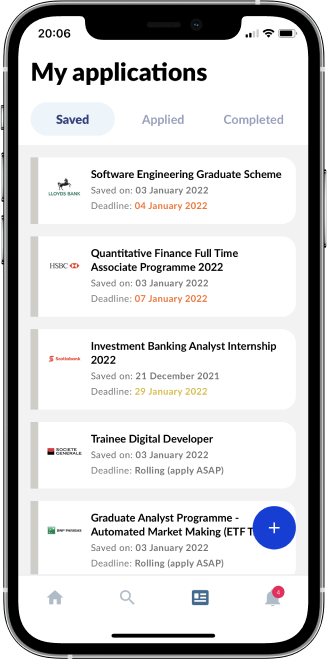 20:06
My applications
Saved
Applied
Completed
LLOYDS BANK
Software Engineering Graduate Scheme
Saved on: 03 January 2022
Deadline: 04 January 2022
HSBC
Quantitative Finance Full Time
Associate Programme 2022
Saved on: 03 January 2022
Deadline: 07 January 2022
Scotiabank
Investment Banking Analyst Internship
2022
Saved on: 21 December 2021
Deadline: 29 January 2022
SOCIETE
GENERALE
Trainee Digital Developer
Saved on: 03 January 2022
Deadline: Rolling (apply ASAP)
BNP PARIBAS
Graduate Analyst Programme -
Automated Market Making (ETF T
Saved on: 03 January 2022
Deadline: Rolling (apply ASAP)
+
4